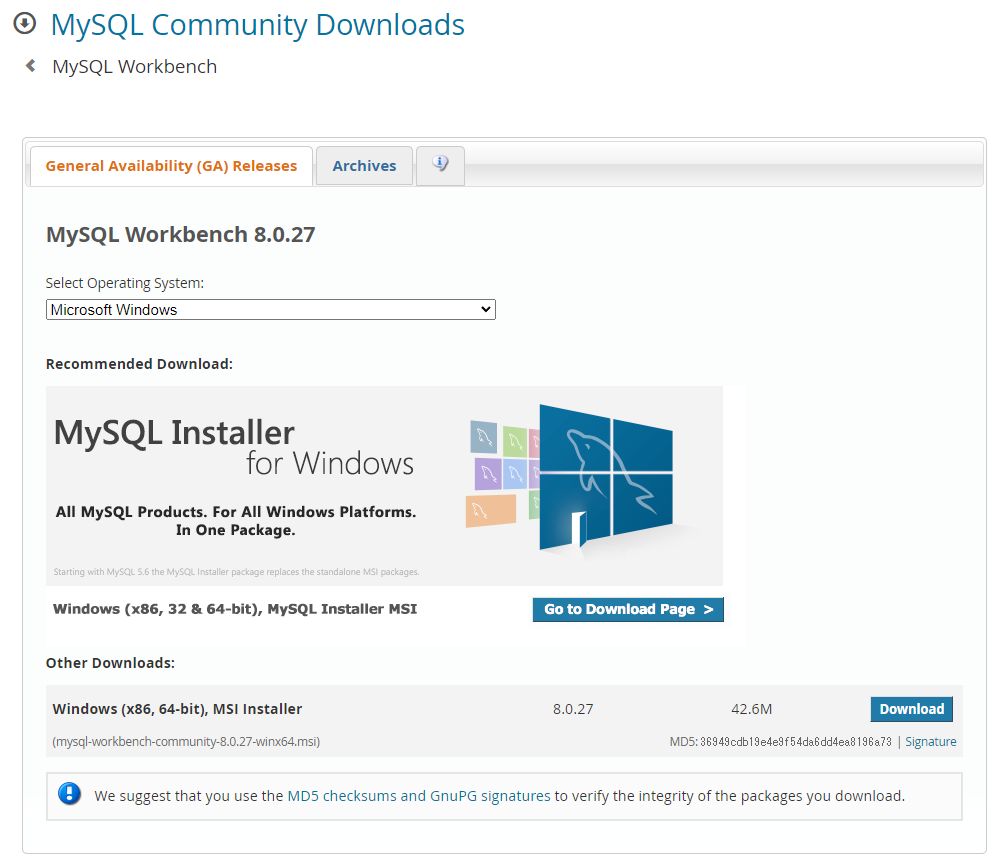 MySQL Community Downloads
MySQL Workbench
General Availability (GA) Releases
Archives
MySQL Workbench 8.0.27
Select Operating System:
Microsoft Windows
Recommended Download:
MySQL Installer
for Windows
All MySQL Products. For All Windows Platforms.
In One Package.
Starting with MySQL 5.6 the MySQL Installer package replaces the standalone MSI packages.
Windows (x86, 32 & 64-bit), MySQL Installer MSI
Go to Download Page >
Other Downloads:
Windows (x86, 64-bit), MSI Installer 8.0.27 42.6M Download
(mysql-workbench-community-8.0.27-winx64.msi) MD5: 36949cdb19e4e9f54da6dd4ea8196a73 | Signature
We suggest that you use the MD5 checksums and GnuPG signatures to verify the integrity of the packages you download.